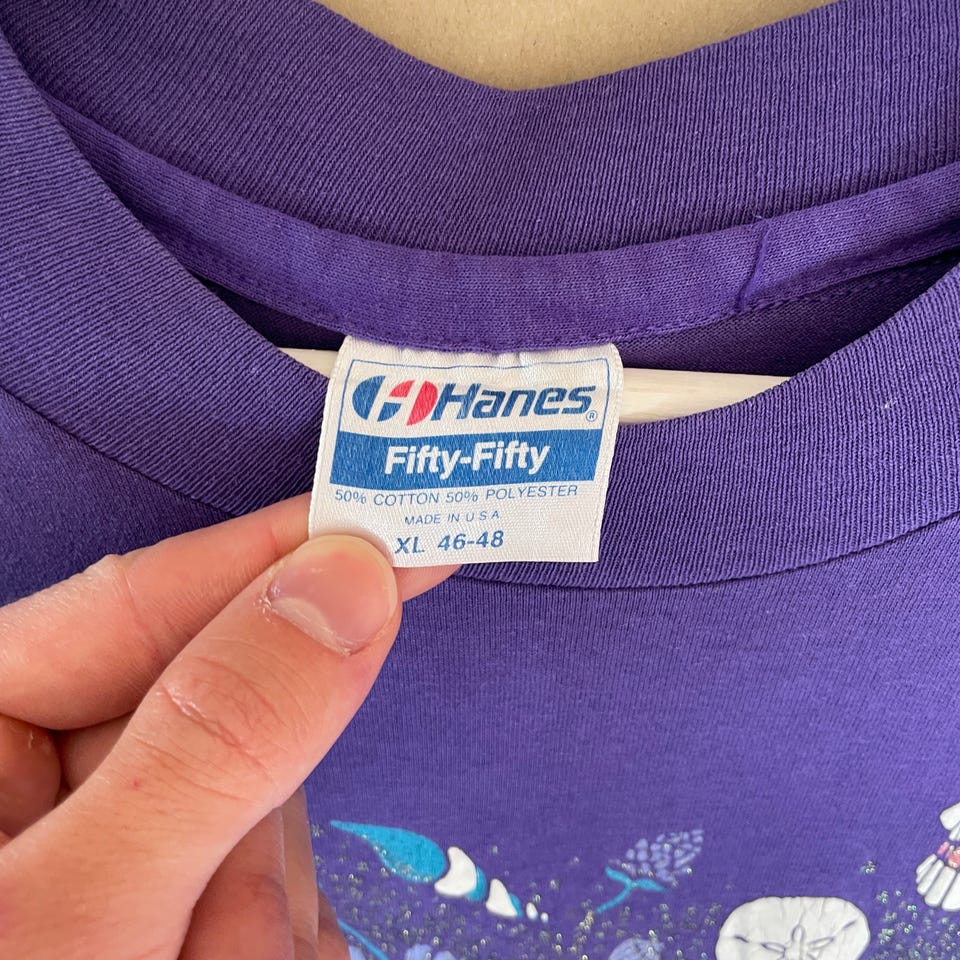 Hanes®
Fifty-Fifty
50% COTTON 50% POLYESTER
MADE IN U S A
XL 46-48